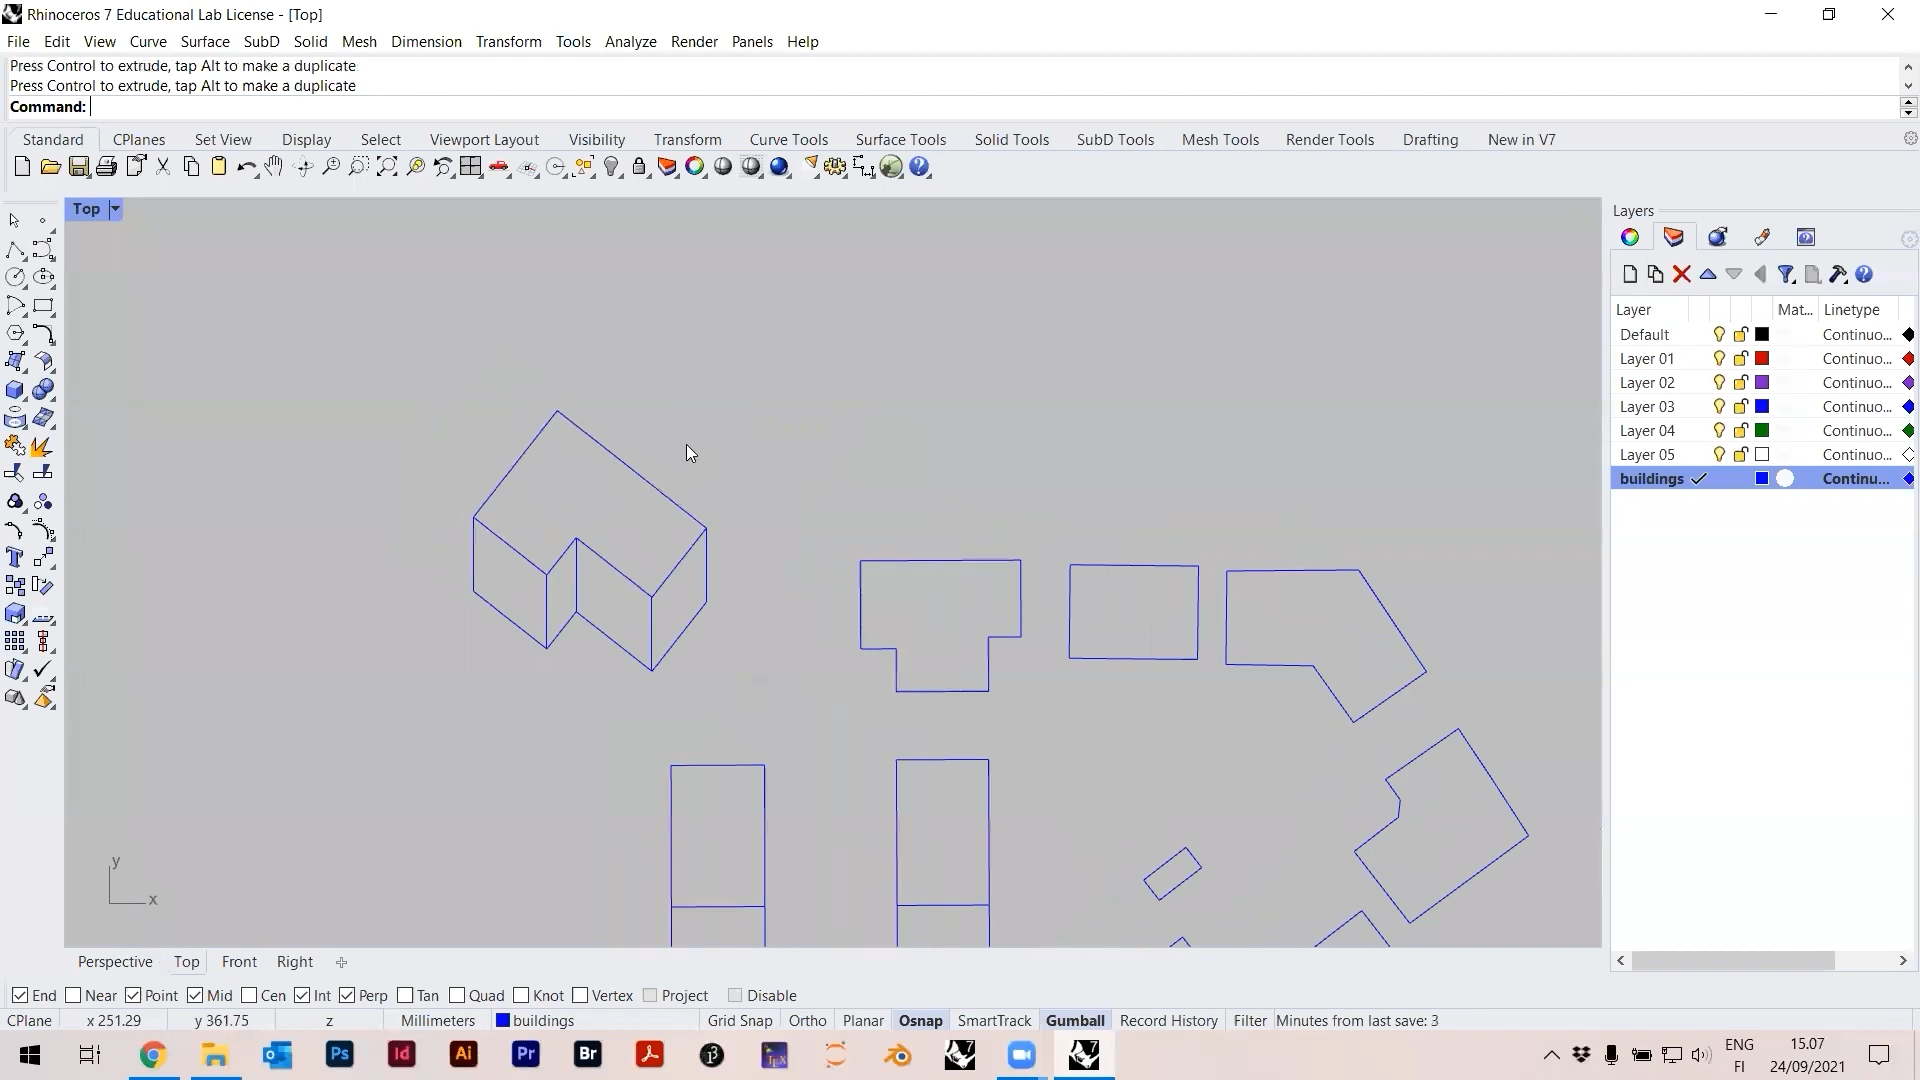 Rhinoceros 7 Educational Lab License - [Top]
File Edit View Curve Surface SubD Solid Mesh Dimension Transform Tools Analyze Render Panels Help
Press Control to extrude, tap Alt to make a duplicate
Press Control to extrude, tap Alt to make a duplicate
Command:
Standard CPlanes Set View Display Select Viewport Layout Visibility Transform Curve Tools Surface Tools Solid Tools SubD Tools Mesh Tools Render Tools Drafting New in V7
Top
Layers
Layer Mat... Linetype
Default Continuo...
Layer 01 Continuo...
Layer 02 Continuo...
Layer 03 Continuo...
Layer 04 Continuo...
Layer 05 Continuo...
buildings Continu...
y
x
Perspective Top Front Right
End Near Point Mid Cen Int Perp Tan Quad Knot Vertex Project Disable
CPlane x 251.29 y 361.75 z Millimeters buildings Grid Snap Ortho Planar Osnap SmartTrack Gumball Record History Filter Minutes from last save: 3
Ps Id Ai Pr Br
ENG
FI
15.07
24/09/2021